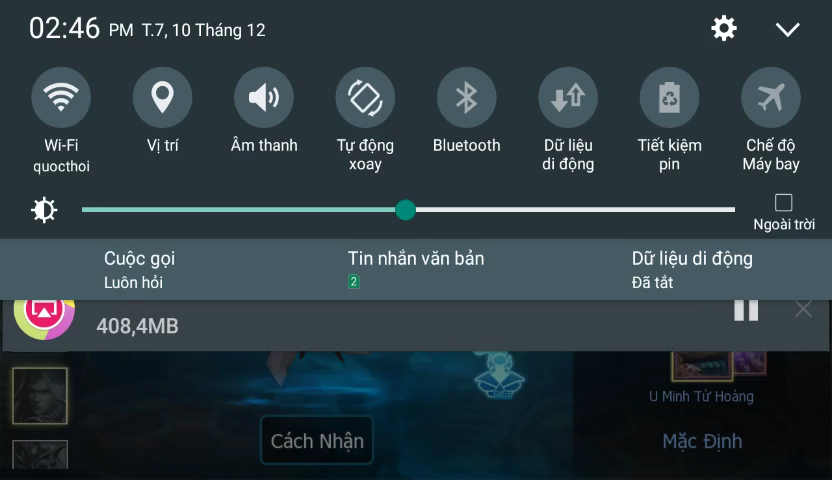 02:46 PM T.7, 10 Tháng 12
Wi-Fi
quocthoi
Vị trí
Âm thanh
Tự động
xoay
Bluetooth
Dữ liệu
di động
Tiết kiệm
pin
Chế độ
Máy bay
Ngoài trời
Cuộc gọi
Luôn hỏi
Tin nhắn văn bản
2
Dữ liệu di động
Đã tắt
408,4MB
U Minh Tử Hoàng
Cách Nhận
Mặc Định